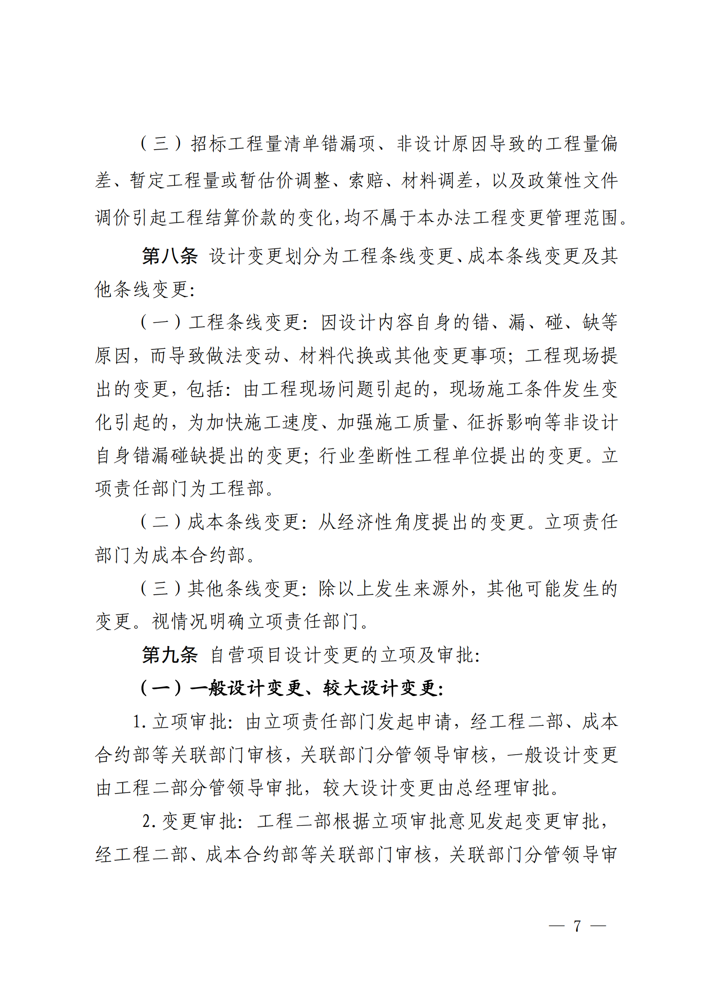 （三）招标工程量清单错漏项、非设计原因导致的工程量偏
差、暂定工程量或暂估价调整、索赔、材料调差，以及政策性文件
调价引起工程结算价款的变化，均不属于本办法工程变更管理范围。
第八条 设计变更划分为工程条线变更、成本条线变更及其
他条线变更：
（一）工程条线变更：因设计内容自身的错、漏、碰、缺等
原因，而导致做法变动、材料代换或其他变更事项；工程现场提
出的变更，包括：由工程现场问题引起的，现场施工条件发生变
化引起的，为加快施工速度、加强施工质量、征拆影响等非设计
自身错漏碰缺提出的变更；行业垄断性工程单位提出的变更。立
项责任部门为工程部。
（二）成本条线变更：从经济性角度提出的变更。立项责任
部门为成本合约部。
（三）其他条线变更：除以上发生来源外，其他可能发生的
变更。视情况明确立项责任部门。
第九条 自营项目设计变更的立项及审批：
（一）一般设计变更、较大设计变更：
1.立项审批：由立项责任部门发起申请，经工程二部、成本
合约部等关联部门审核，关联部门分管领导审核，一般设计变更
由工程二部分管领导审批，较大设计变更由总经理审批。
2.变更审批：工程二部根据立项审批意见发起变更审批，
经工程二部、成本合约部等关联部门审核，关联部门分管领导审
— 7 —